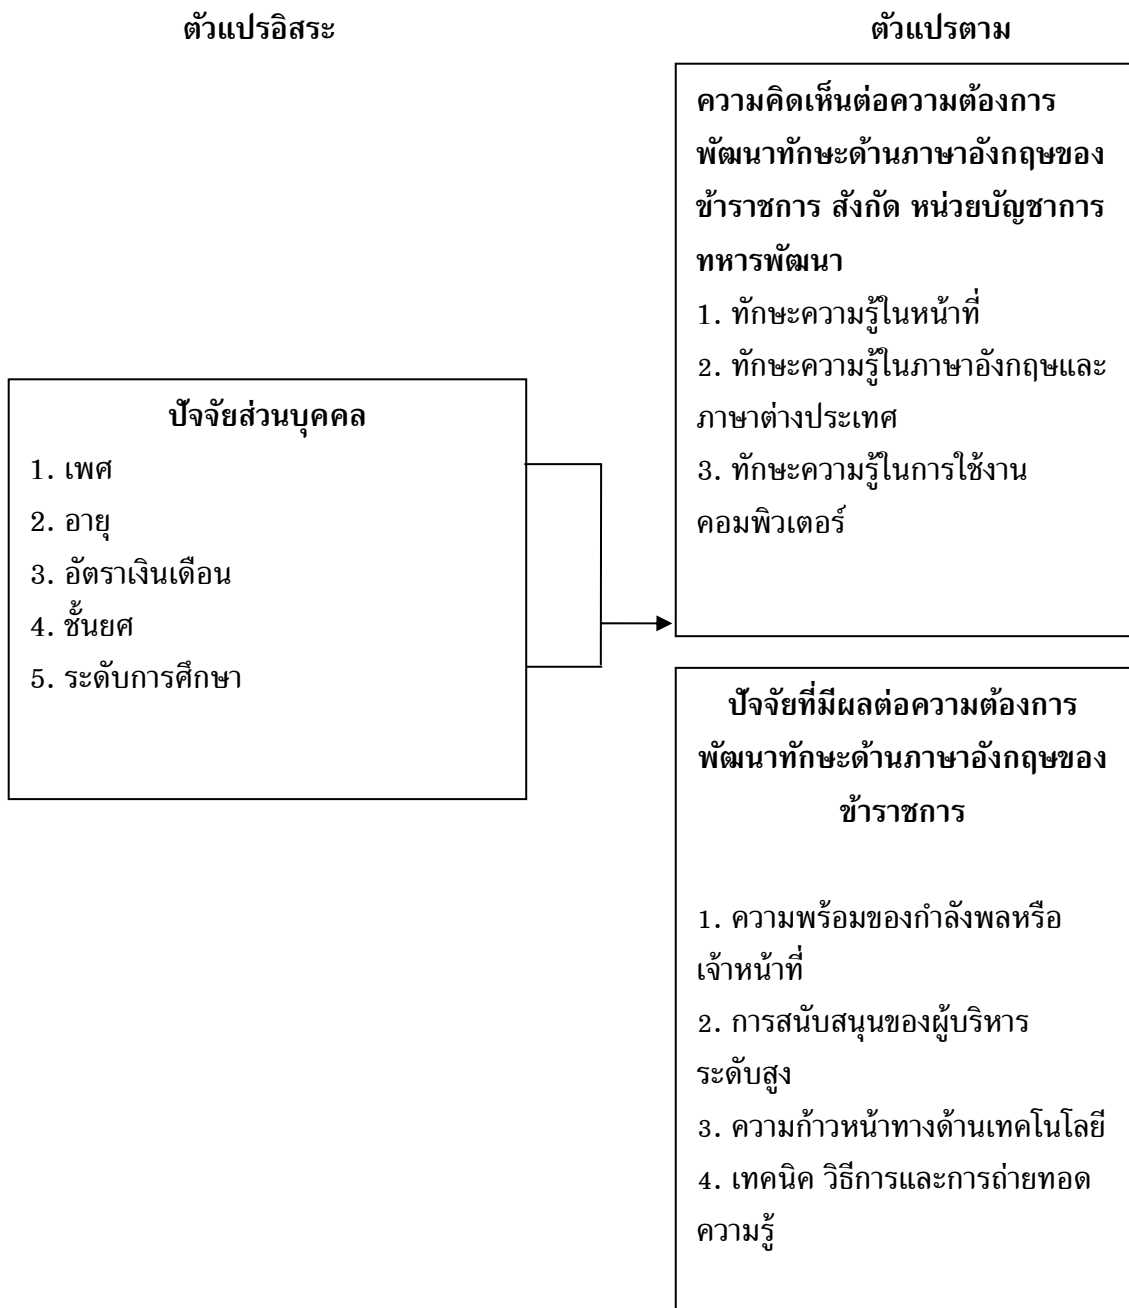 ตัวแปรอิสระ
ตัวแปรตาม
ความคิดเห็นต่อความต้องการ
พัฒนาทักษะด้านภาษาอังกฤษของ
ข้าราชการ สังกัด หน่วยบัญชาการ
ทหารพัฒนา
1. ทักษะความรู้ในหน้าที่
2. ทักษะความรู้ในภาษาอังกฤษและ
ภาษาต่างประเทศ
3. ทักษะความรู้ในการใช้งาน
คอมพิวเตอร์
ปัจจัยส่วนบุคคล
1. เพศ
2. อายุ
3. อัตราเงินเดือน
4. ชั้นยศ
5. ระดับการศึกษา
ปัจจัยที่มีผลต่อความต้องการ
พัฒนาทักษะด้านภาษาอังกฤษของ
ข้าราชการ
1. ความพร้อมของกำลังพลหรือ
เจ้าหน้าที่
2. การสนับสนุนของผู้บริหาร
ระดับสูง
3. ความก้าวหน้าทางด้านเทคโนโลยี
4. เทคนิค วิธีการและการถ่ายทอด
ความรู้